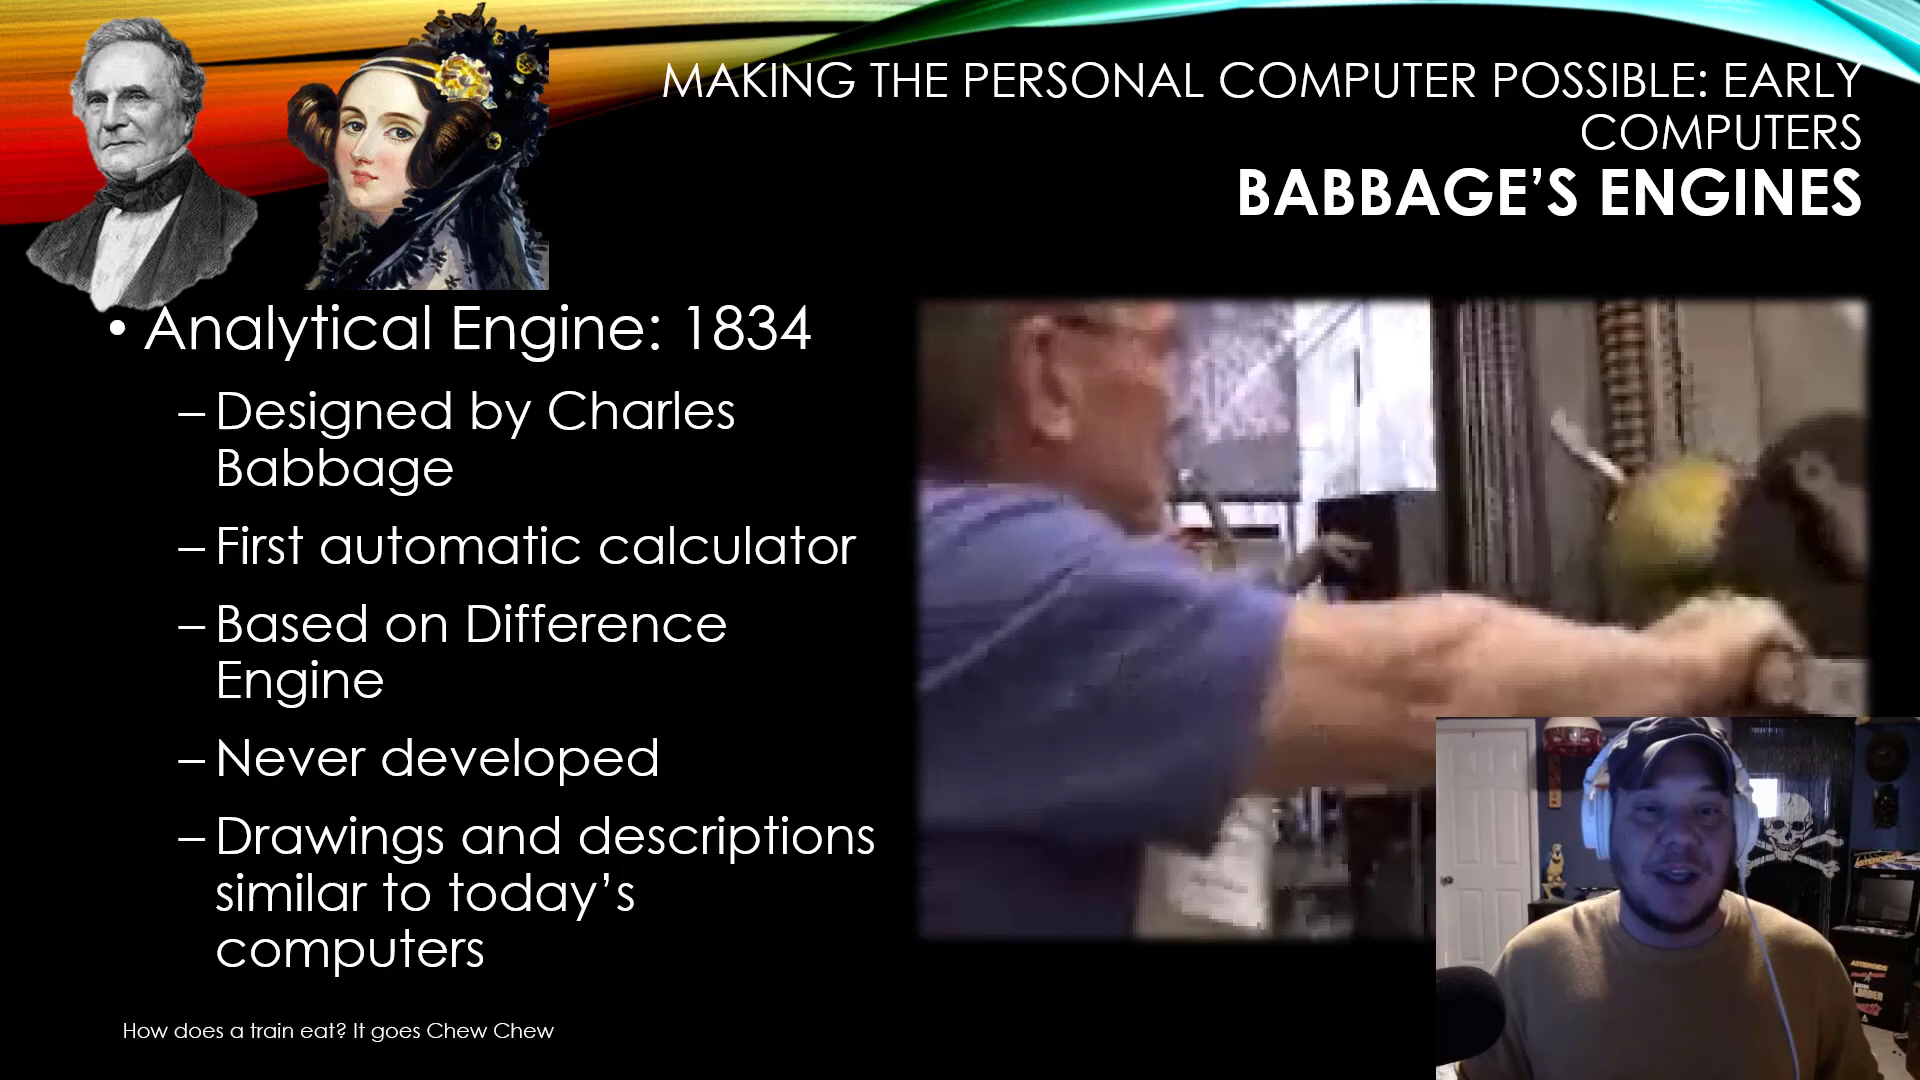 MAKING THE PERSONAL COMPUTER POSSIBLE: EARLY
COMPUTERS
BABBAGE’S ENGINES
• Analytical Engine: 1834
– Designed by Charles
Babbage
– First automatic calculator
– Based on Difference
Engine
– Never developed
– Drawings and descriptions
similar to today’s
computers
How does a train eat? It goes Chew Chew
ASTEROIDS
ASTEROIDS